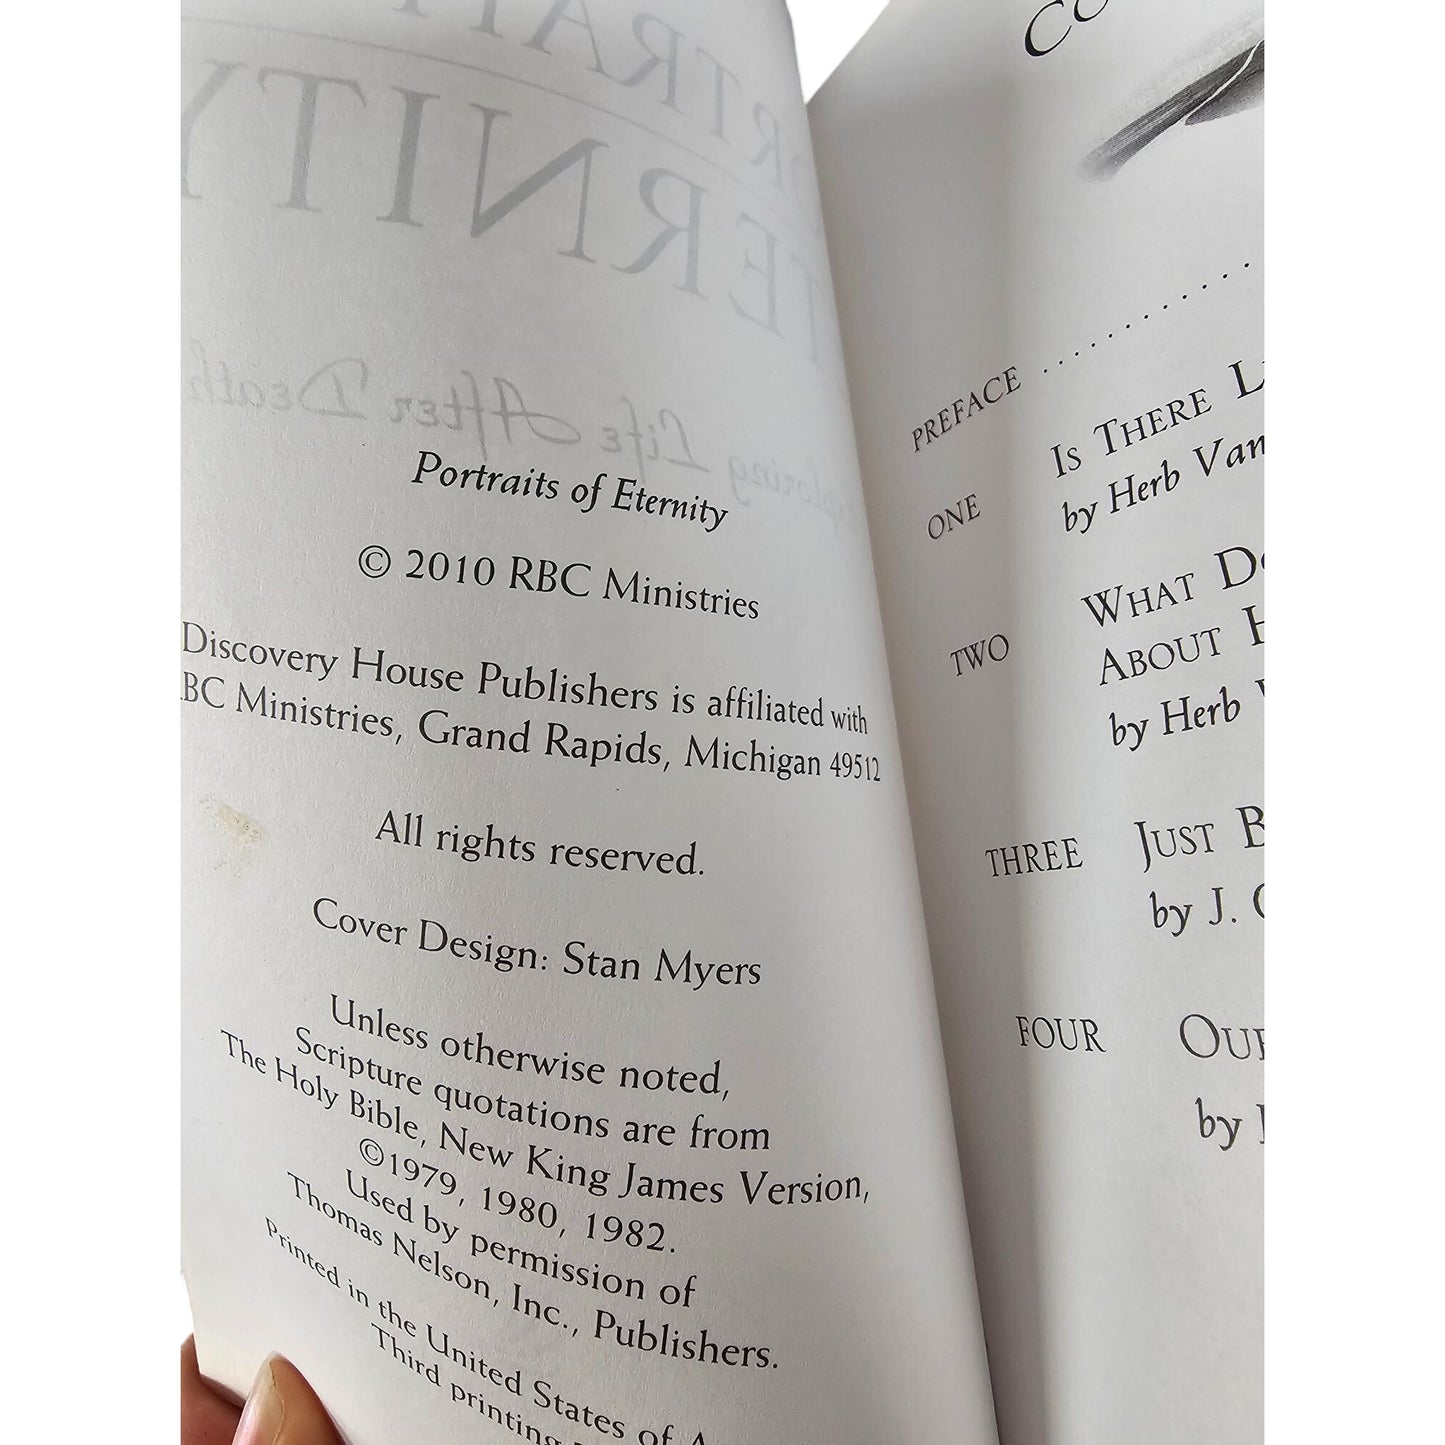 Portraits of Eternity
© 2010 RBC Ministries
Discovery House Publishers is affiliated with
BC Ministries, Grand Rapids, Michigan 49512
All rights reserved.
Cover Design: Stan Myers
Unless otherwise noted,
Scripture quotations are from
The Holy Bible, New King James Version,
©1979, 1980, 1982.
Used by permission of
Thomas Nelson, Inc., Publishers.
Printed in the United States of
Third printing
PREFACE . . . . . . . . . . . .
ONE IS THERE
by Herb Van
TWO WHAT
ABOUT
by Herb
THREE JUST
by J.
FOUR
by